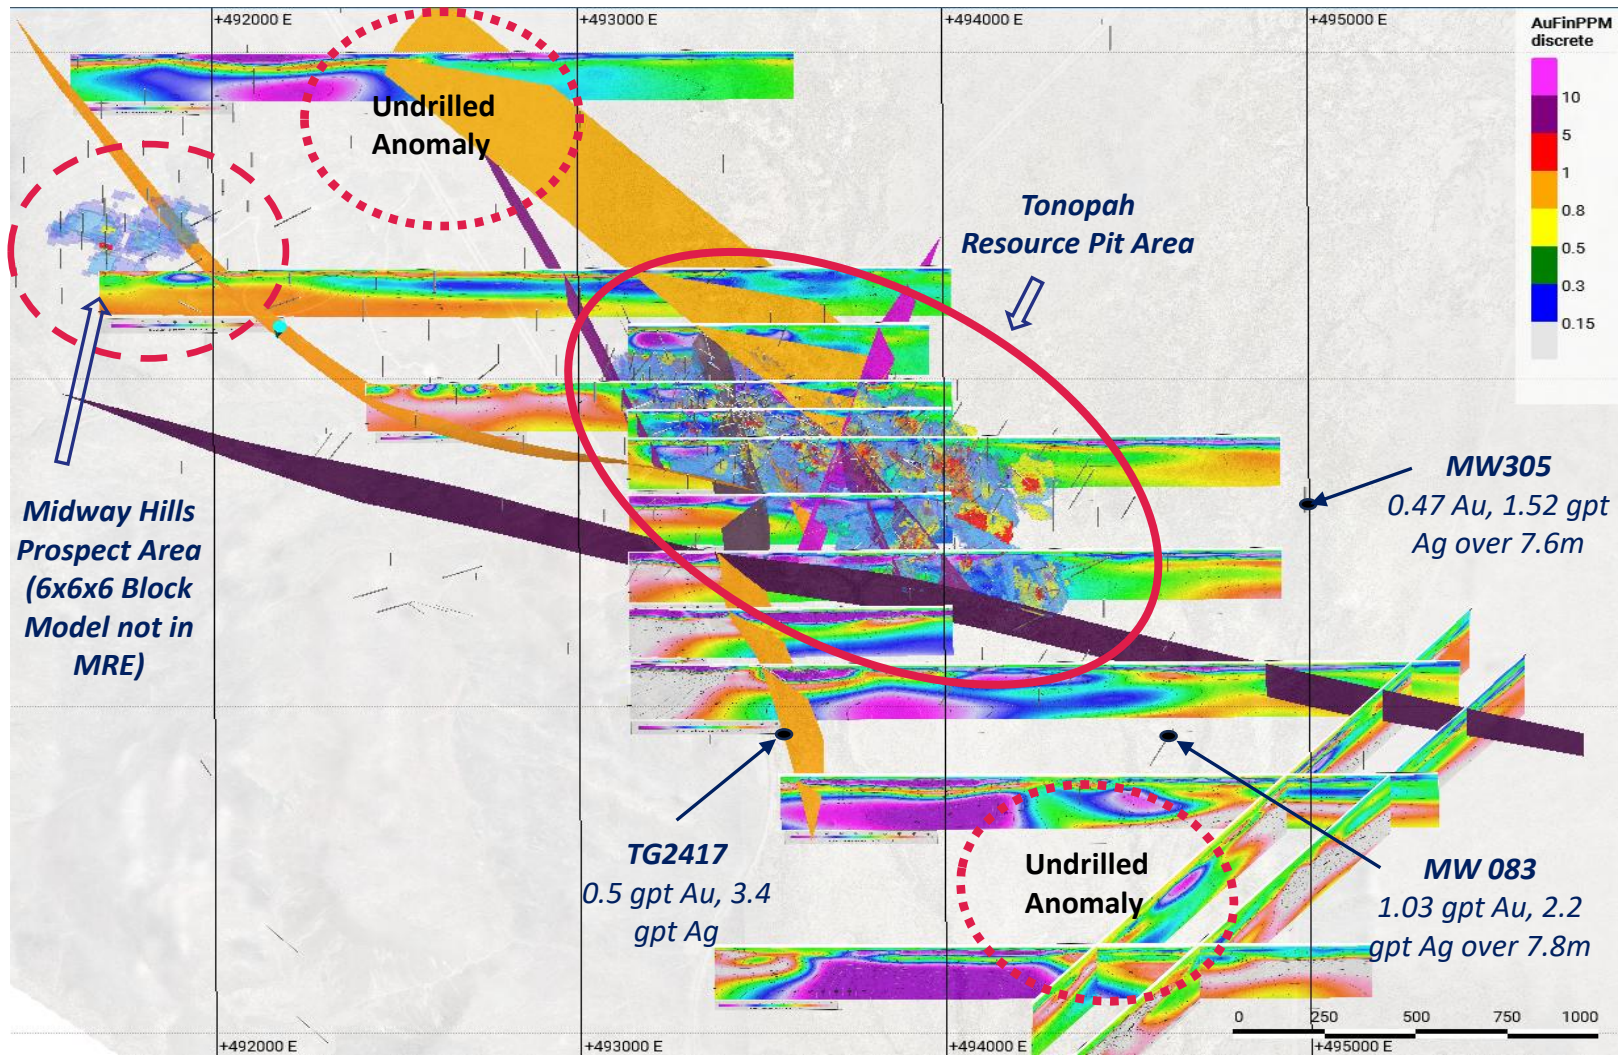 +492000 E
+493000 E
+494000 E
+495000 E
AuFinPPM
discrete
10
5
1
0.8
0.5
0.3
0.15
Undrilled
Anomaly
Tonopah
Resource Pit Area
Midway Hills
Prospect Area
(6x6x6 Block
Model not in
MRE)
MW305
0.47 Au, 1.52 gpt
Ag over 7.6m
TG2417
0.5 gpt Au, 3.4
gpt Ag
Undrilled
Anomaly
MW 083
1.03 gpt Au, 2.2
gpt Ag over 7.8m
0 250 500 750 1000
+492000 E
+493000 E
+494000 E
+495000 E